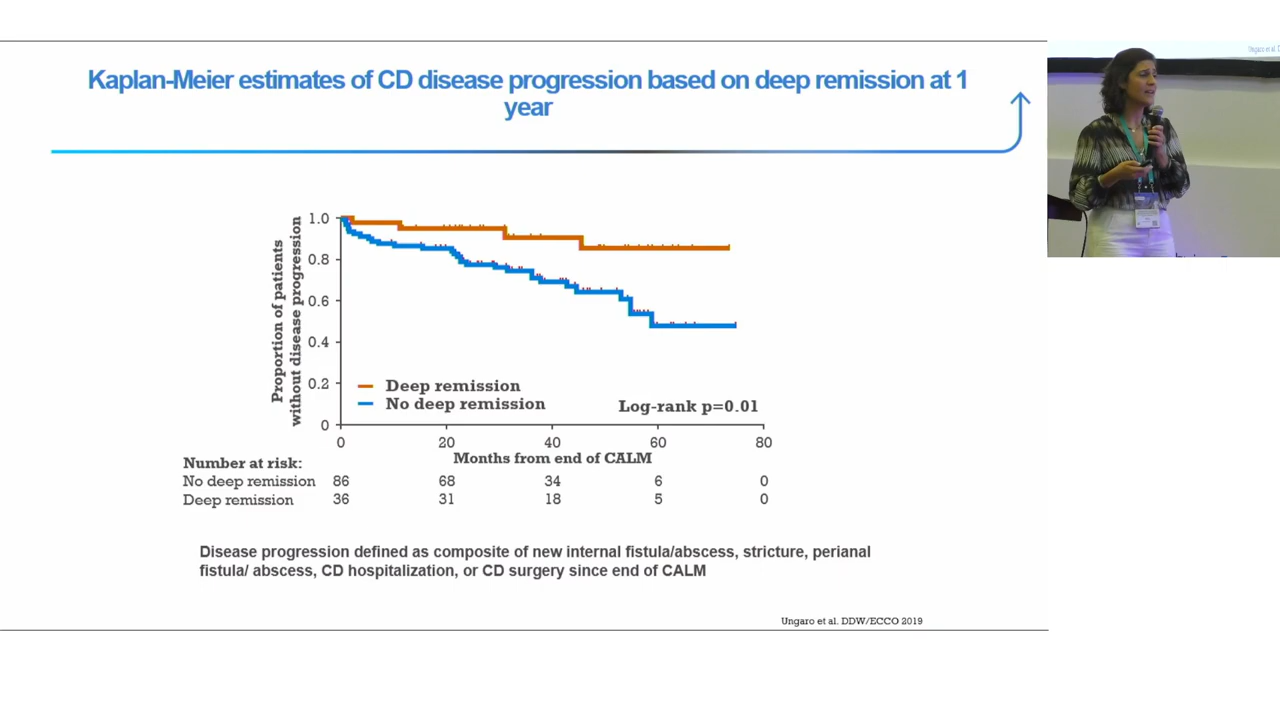 Kaplan-Meier estimates of CD disease progression based on deep remission at 1
year
Proportion of patients
without disease progression
1.0
0.8
0.6
0.4
0.2
0
Deep remission
No deep remission
Log-rank p=0.01
0 20 40 60 80
Months from end of CALM
Number at risk:
No deep remission 86 68 34 6 0
Deep remission 36 31 18 5 0
Disease progression defined as composite of new internal fistula/abscess, stricture, perianal
fistula/ abscess, CD hospitalization, or CD surgery since end of CALM
Ungaro et al. DDW/ECCO 2019